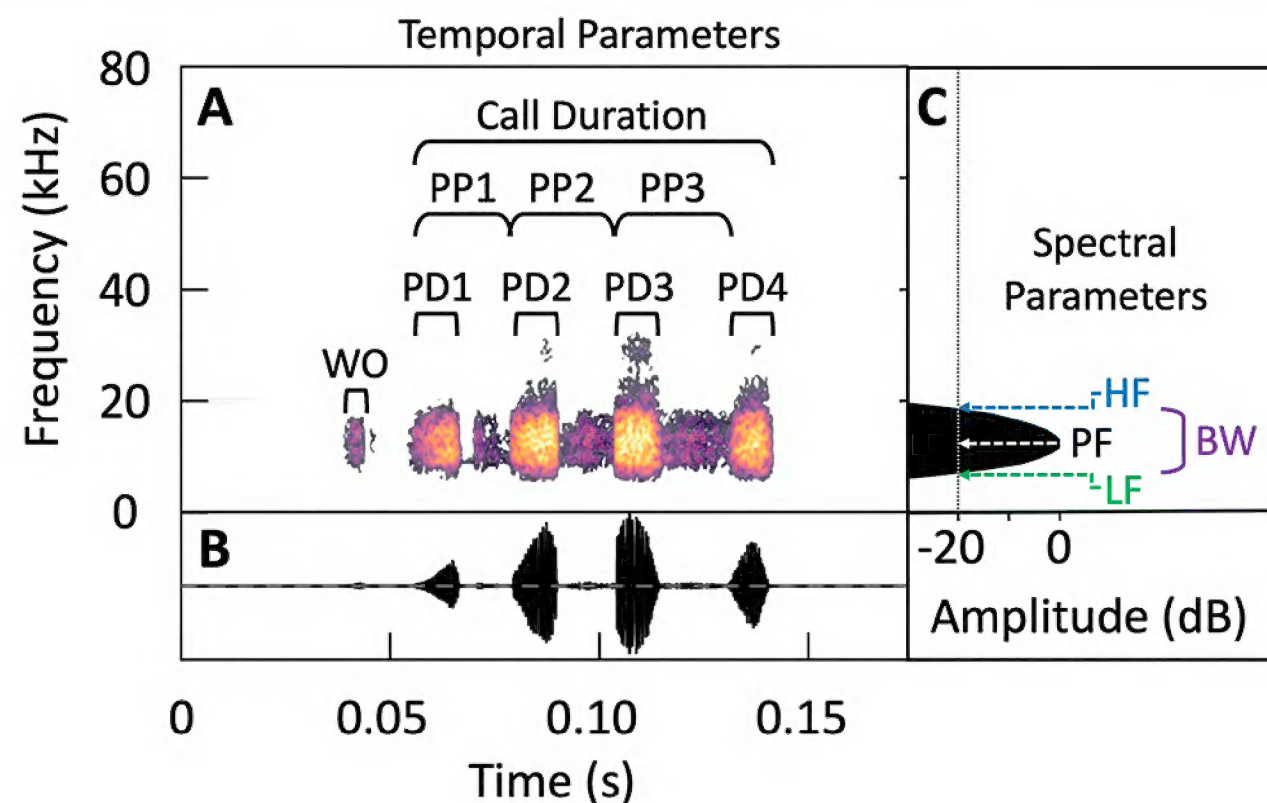 Temporal Parameters
80
60
40
20
0
Frequency (kHz)
A
Call Duration
PP1 PP2 PP3
PD1 PD2 PD3 PD4
WO
B
0 0.05 0.10 0.15
Time (s)
C
Spectral
Parameters
HF
PF
BW
LF
-20 0
Amplitude (dB)